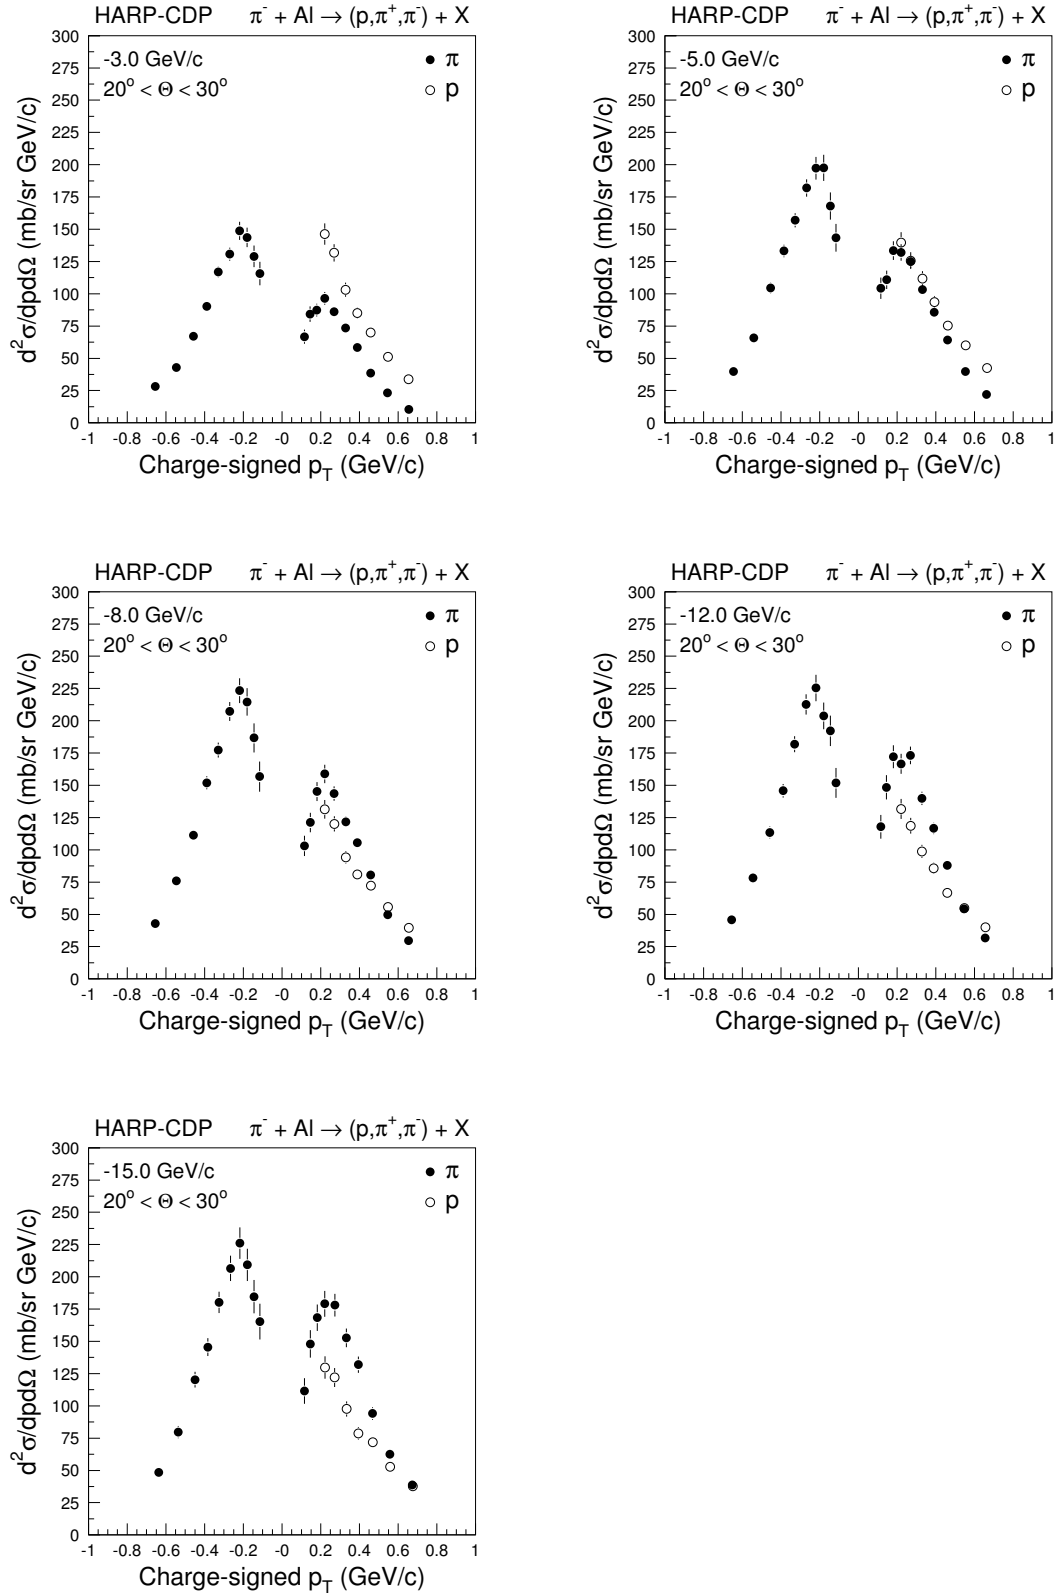 HARP-CDP π⁻ + Al → (p,π⁺,π⁻) + X
-3.0 GeV/c
20° < Θ < 30°
π
p
300
275
250
225
200
175
150
125
100
75
50
25
0
-1 -0.8 -0.6 -0.4 -0.2 -0 0.2 0.4 0.6 0.8 1
d²σ/dpdΩ (mb/sr GeV/c)
Charge-signed p_T (GeV/c)
HARP-CDP π⁻ + Al → (p,π⁺,π⁻) + X
-5.0 GeV/c
20° < Θ < 30°
π
p
300
275
250
225
200
175
150
125
100
75
50
25
0
-1 -0.8 -0.6 -0.4 -0.2 -0 0.2 0.4 0.6 0.8 1
d²σ/dpdΩ (mb/sr GeV/c)
Charge-signed p_T (GeV/c)
HARP-CDP π⁻ + Al → (p,π⁺,π⁻) + X
-8.0 GeV/c
20° < Θ < 30°
π
p
300
275
250
225
200
175
150
125
100
75
50
25
0
-1 -0.8 -0.6 -0.4 -0.2 -0 0.2 0.4 0.6 0.8 1
d²σ/dpdΩ (mb/sr GeV/c)
Charge-signed p_T (GeV/c)
HARP-CDP π⁻ + Al → (p,π⁺,π⁻) + X
-12.0 GeV/c
20° < Θ < 30°
π
p
300
275
250
225
200
175
150
125
100
75
50
25
0
-1 -0.8 -0.6 -0.4 -0.2 -0 0.2 0.4 0.6 0.8 1
d²σ/dpdΩ (mb/sr GeV/c)
Charge-signed p_T (GeV/c)
HARP-CDP π⁻ + Al → (p,π⁺,π⁻) + X
-15.0 GeV/c
20° < Θ < 30°
π
p
300
275
250
225
200
175
150
125
100
75
50
25
0
-1 -0.8 -0.6 -0.4 -0.2 -0 0.2 0.4 0.6 0.8 1
d²σ/dpdΩ (mb/sr GeV/c)
Charge-signed p_T (GeV/c)